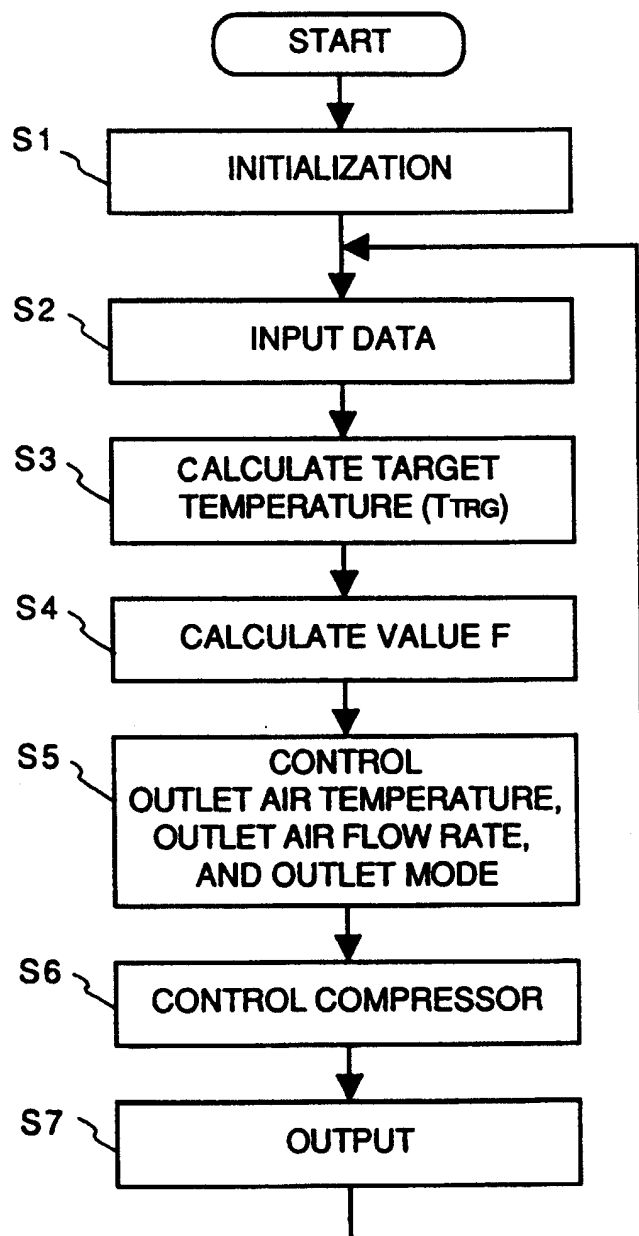 START
S1
INITIALIZATION
S2
INPUT DATA
S3
CALCULATE TARGET
TEMPERATURE (TTRG)
S4
CALCULATE VALUE F
S5
CONTROL
OUTLET AIR TEMPERATURE,
OUTLET AIR FLOW RATE,
AND OUTLET MODE
S6
CONTROL COMPRESSOR
S7
OUTPUT